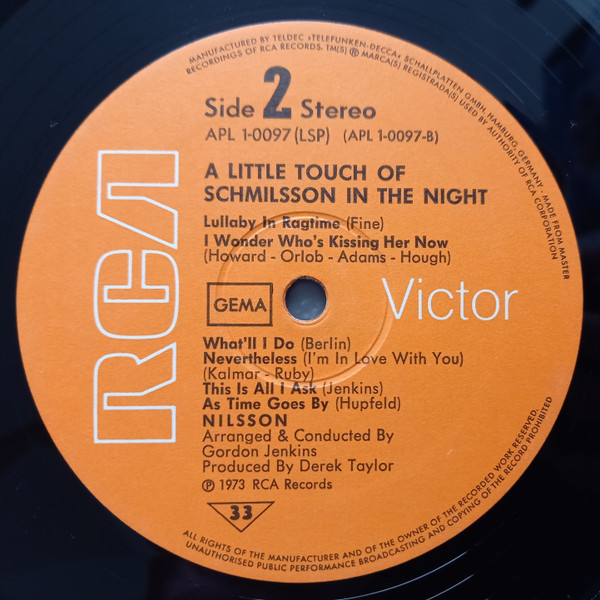 MANUFACTURED BY TELDEC »TELEFUNKEN-DECCA« SCHALLPLATTEN GMBH, HAMBURG, GERMANY · MADE FROM MASTER
RECORDINGS OF RCA RECORDS. TM(S) ® MARCA(S) REGISTRADA(S) USED BY AUTHORITY OF RCA CORPORATION
Side 2 Stereo
APL 1-0097 (LSP) (APL 1-0097-B)
A LITTLE TOUCH OF
SCHMILSSON IN THE NIGHT
Lullaby In Ragtime (Fine)
I Wonder Who's Kissing Her Now
(Howard - Orlob - Adams - Hough)
RCA
GEMA
Victor
What'll I Do (Berlin)
Nevertheless (I'm In Love With You)
(Kalmar - Ruby)
This Is All I Ask (Jenkins)
As Time Goes By (Hupfeld)
NILSSON
Arranged & Conducted By
Gordon Jenkins
Produced By Derek Taylor
℗ 1973 RCA Records
33
ALL RIGHTS OF THE MANUFACTURER AND OF THE OWNER OF THE RECORDED WORK RESERVED.
UNAUTHORISED PUBLIC PERFORMANCE BROADCASTING AND COPYING OF THE RECORD PROHIBITED